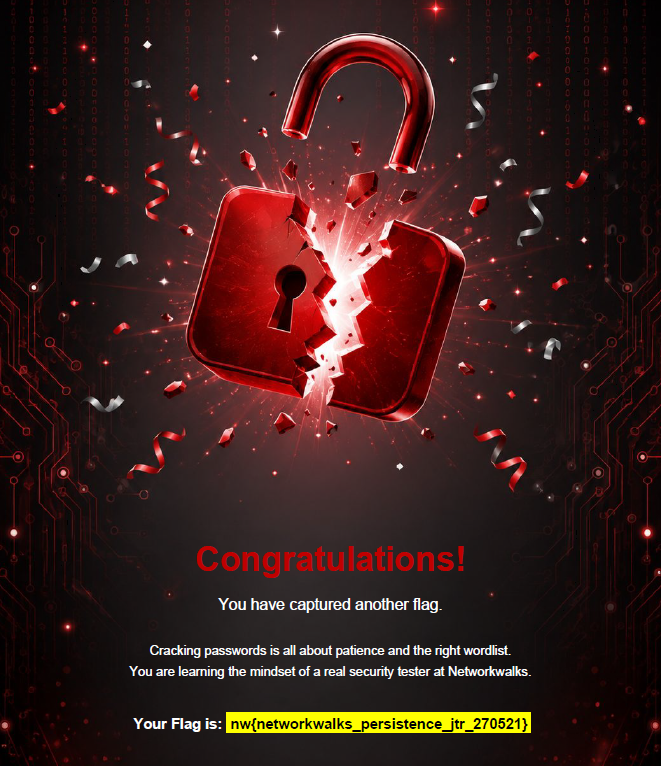 Congratulations!
You have captured another flag.
Cracking passwords is all about patience and the right wordlist.
You are learning the mindset of a real security tester at Networkwalks.
Your Flag is: nw{networkwalks_persistence_jtr_270521}